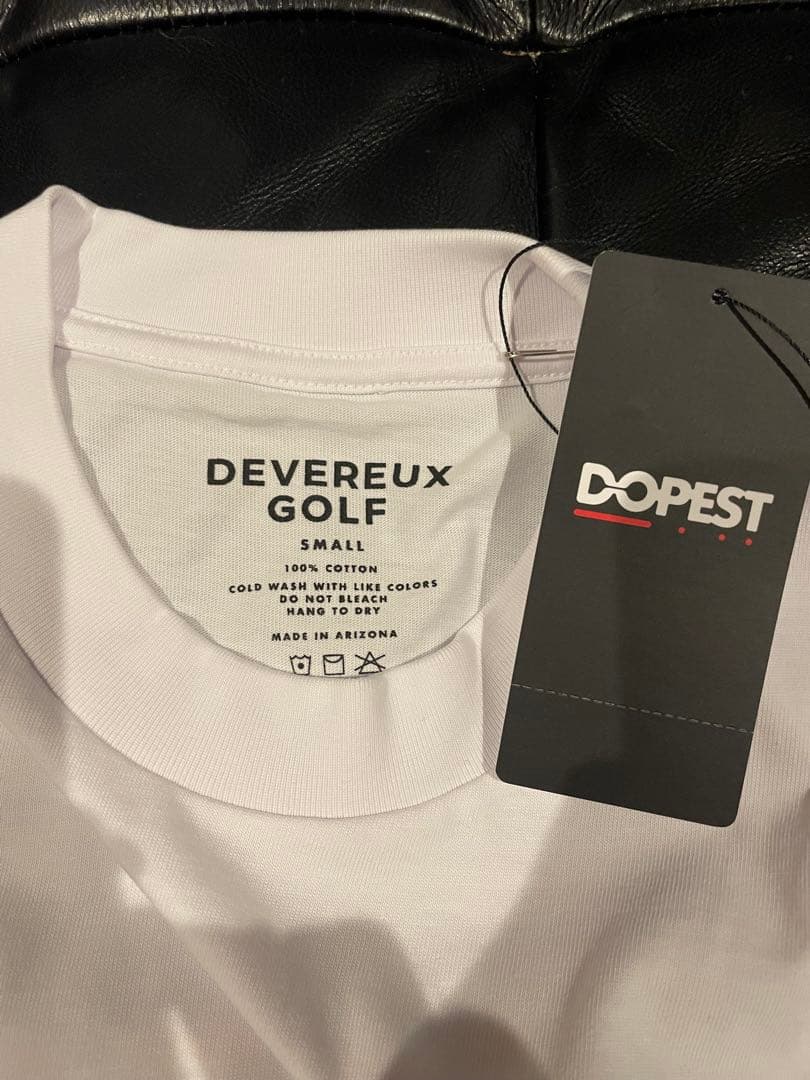 DEVEREUX
GOLF
SMALL
100% COTTON
COLD WASH WITH LIKE COLORS
DO NOT BLEACH
HANG TO DRY
MADE IN ARIZONA
DOPEST